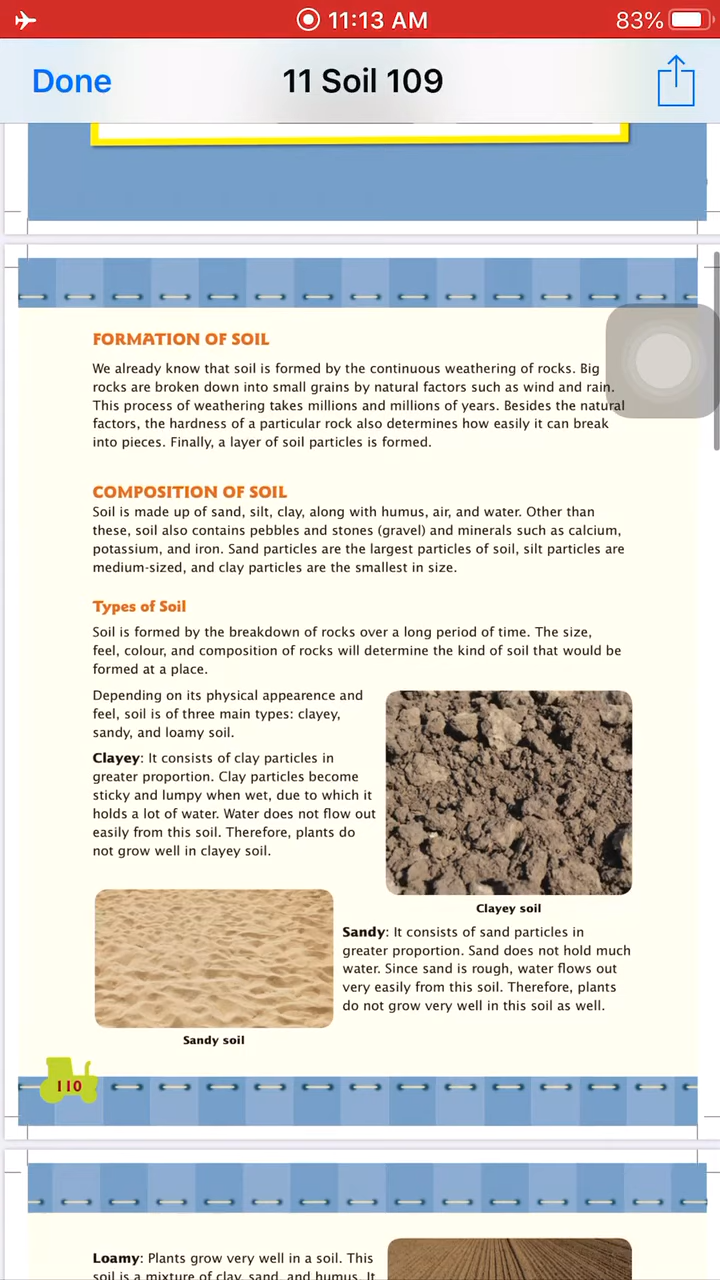 11:13 AM
83%
Done
11 Soil 109
FORMATION OF SOIL
We already know that soil is formed by the continuous weathering of rocks. Big
rocks are broken down into small grains by natural factors such as wind and rain.
This process of weathering takes millions and millions of years. Besides the natural
factors, the hardness of a particular rock also determines how easily it can break
into pieces. Finally, a layer of soil particles is formed.
COMPOSITION OF SOIL
Soil is made up of sand, silt, clay, along with humus, air, and water. Other than
these, soil also contains pebbles and stones (gravel) and minerals such as calcium,
potassium, and iron. Sand particles are the largest particles of soil, silt particles are
medium-sized, and clay particles are the smallest in size.
Types of Soil
Soil is formed by the breakdown of rocks over a long period of time. The size,
feel, colour, and composition of rocks will determine the kind of soil that would be
formed at a place.
Depending on its physical appearence and
feel, soil is of three main types: clayey,
sandy, and loamy soil.
Clayey: It consists of clay particles in
greater proportion. Clay particles become
sticky and lumpy when wet, due to which it
holds a lot of water. Water does not flow out
easily from this soil. Therefore, plants do
not grow well in clayey soil.
Clayey soil
Sandy: It consists of sand particles in
greater proportion. Sand does not hold much
water. Since sand is rough, water flows out
very easily from this soil. Therefore, plants
do not grow very well in this soil as well.
Sandy soil
110
Loamy: Plants grow very well in a soil. This
soil is a mixture of clay, sand, and humus. It